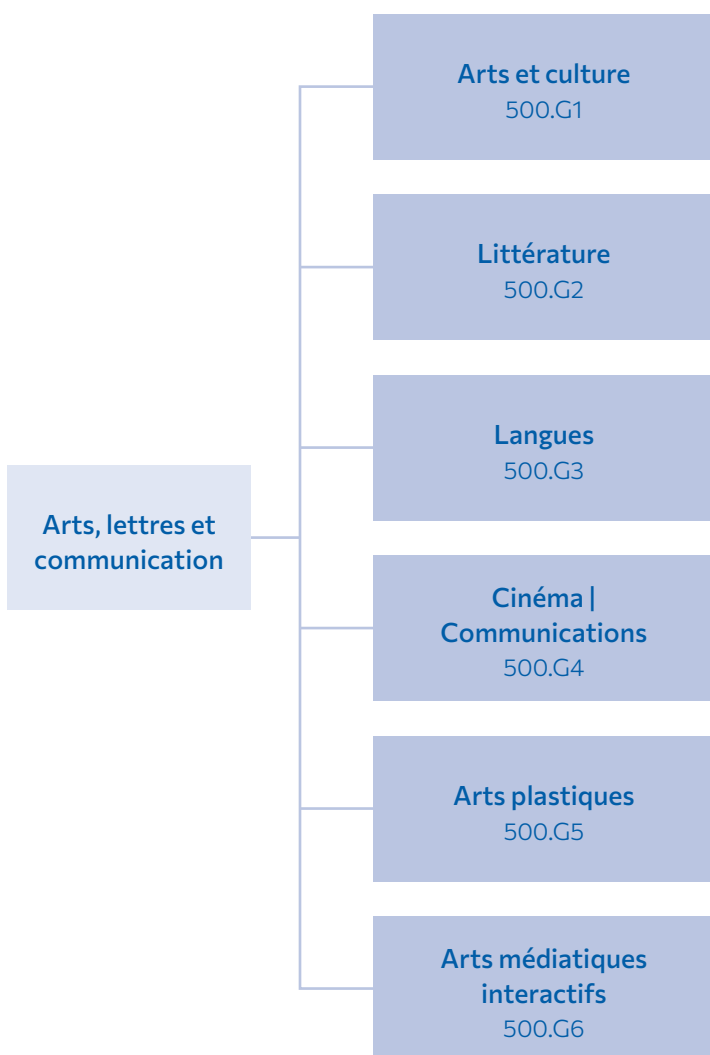 Arts et culture
500.G1
Littérature
500.G2
Langues
500.G3
Arts, lettres et
communication
Cinéma |
Communications
500.G4
Arts plastiques
500.G5
Arts médiatiques
interactifs
500.G6